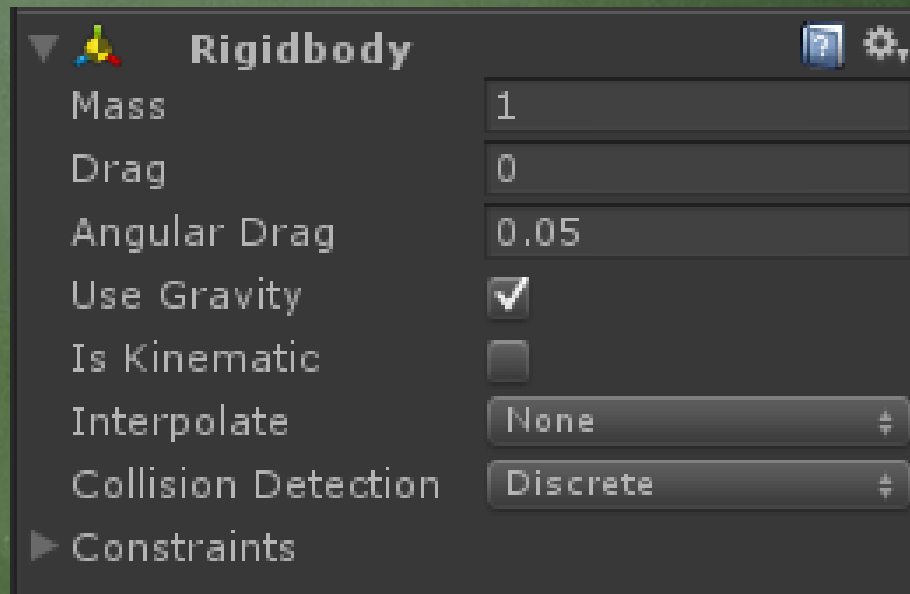 Rigidbody ?
Mass 1
Drag 0
Angular Drag 0.05
Use Gravity
Is Kinematic
Interpolate None
Collision Detection Discrete
Constraints